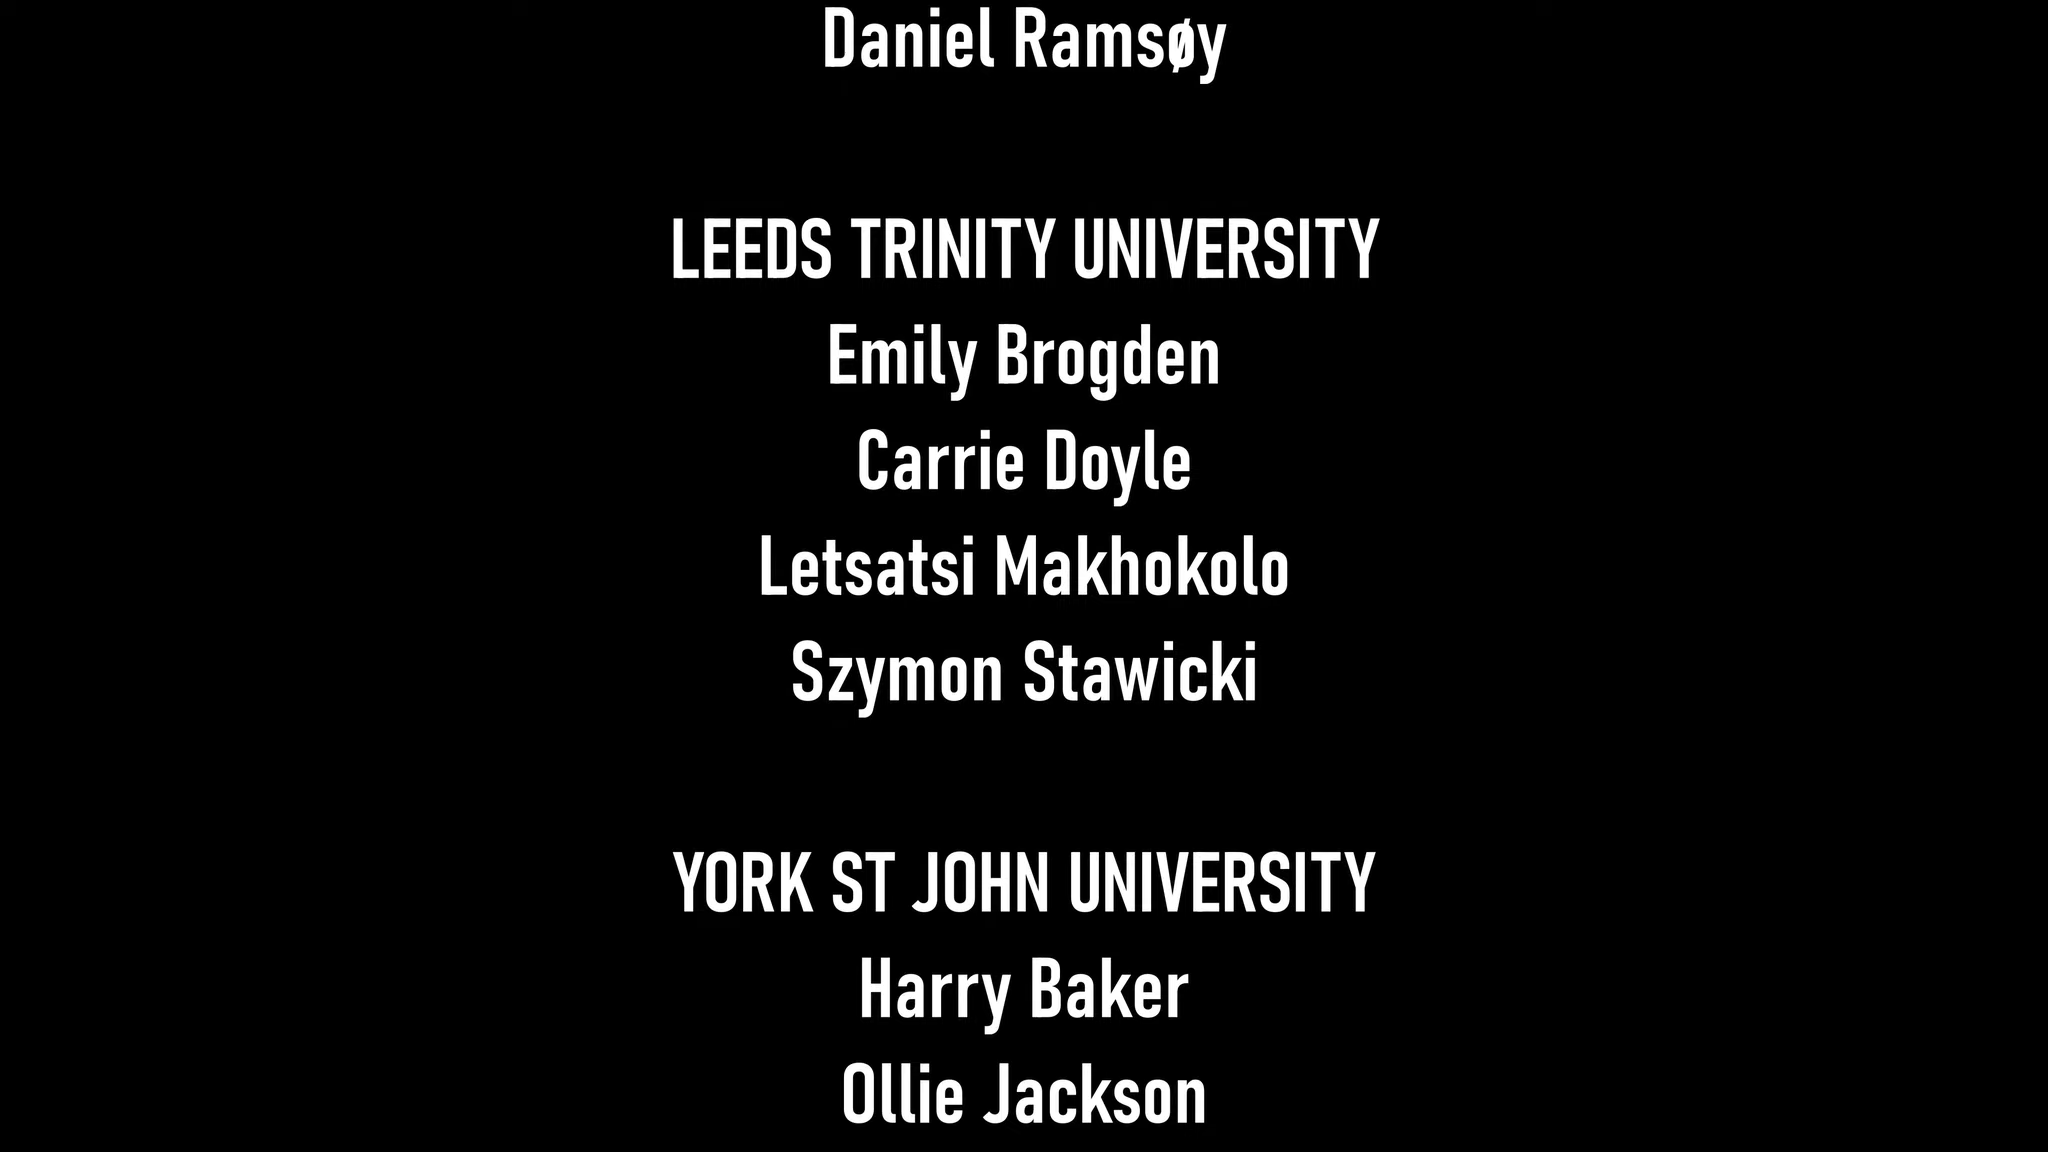 Daniel Ramsøy
LEEDS TRINITY UNIVERSITY
Emily Brogden
Carrie Doyle
Letsatsi Makhokolo
Szymon Stawicki
YORK ST JOHN UNIVERSITY
Harry Baker
Ollie Jackson